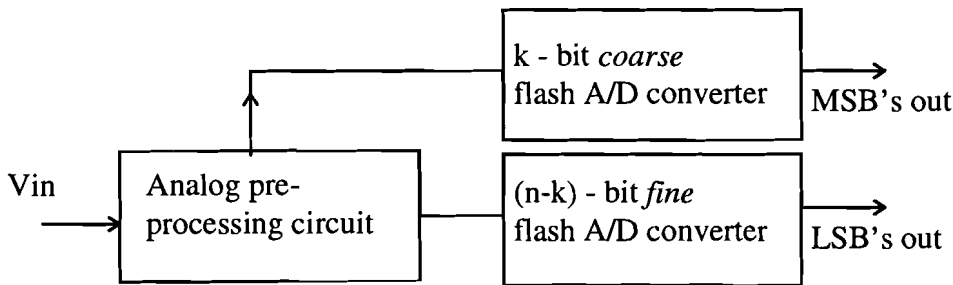 k - bit coarse
flash A/D converter
MSB's out
Vin
Analog pre-
processing circuit
(n-k) - bit fine
flash A/D converter
LSB's out